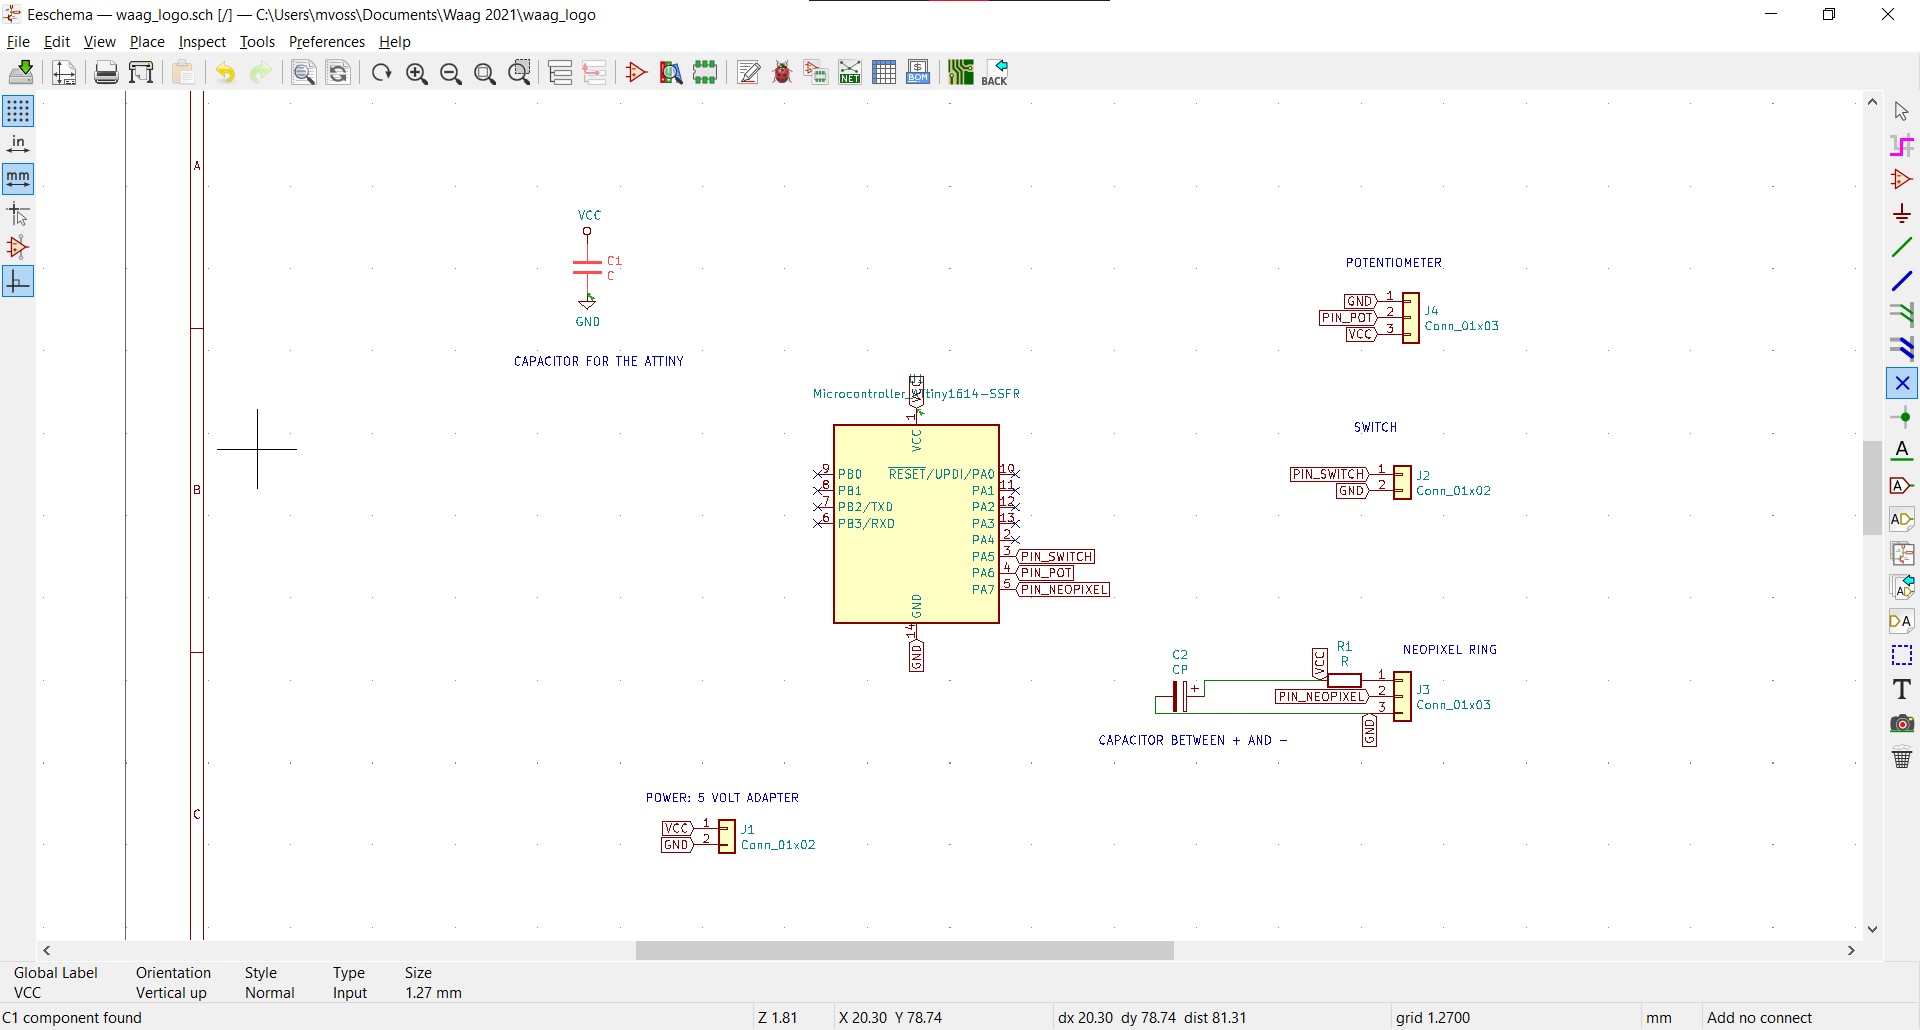 Eeschema — waag_logo.sch [/] — C:\Users\mvoss\Documents\Waag 2021\waag_logo
File Edit View Place Inspect Tools Preferences Help
NET
$
BOM
BACK
in
mm
A
B
C
VCC
C1
C
GND
CAPACITOR FOR THE ATTINY
POTENTIOMETER
GND 1
PIN_POT 2
VCC 3
J4
Conn_01x03
VCC
Microcontroller_ATtiny1614-SSFR
1
VCC
9 PB0
8 PB1
7 PB2/TXD
6 PB3/RXD
RESET/UPDI/PA0 10
PA1 11
PA2 12
PA3 13
PA4 2
PA5 3 PIN_SWITCH
PA6 4 PIN_POT
PA7 5 PIN_NEOPIXEL
GND
14
GND
SWITCH
PIN_SWITCH 1
GND 2
J2
Conn_01x02
NEOPIXEL RING
C2
CP
+
VCC
R1
R
1
PIN_NEOPIXEL 2
3
J3
Conn_01x03
GND
CAPACITOR BETWEEN + AND -
POWER: 5 VOLT ADAPTER
VCC 1
GND 2
J1
Conn_01x02
A
A
AD
AD
DA
T
Global Label Orientation Style Type Size
VCC Vertical up Normal Input 1.27 mm
C1 component found Z 1.81 X 20.30 Y 78.74 dx 20.30 dy 78.74 dist 81.31 grid 1.2700 mm Add no connect